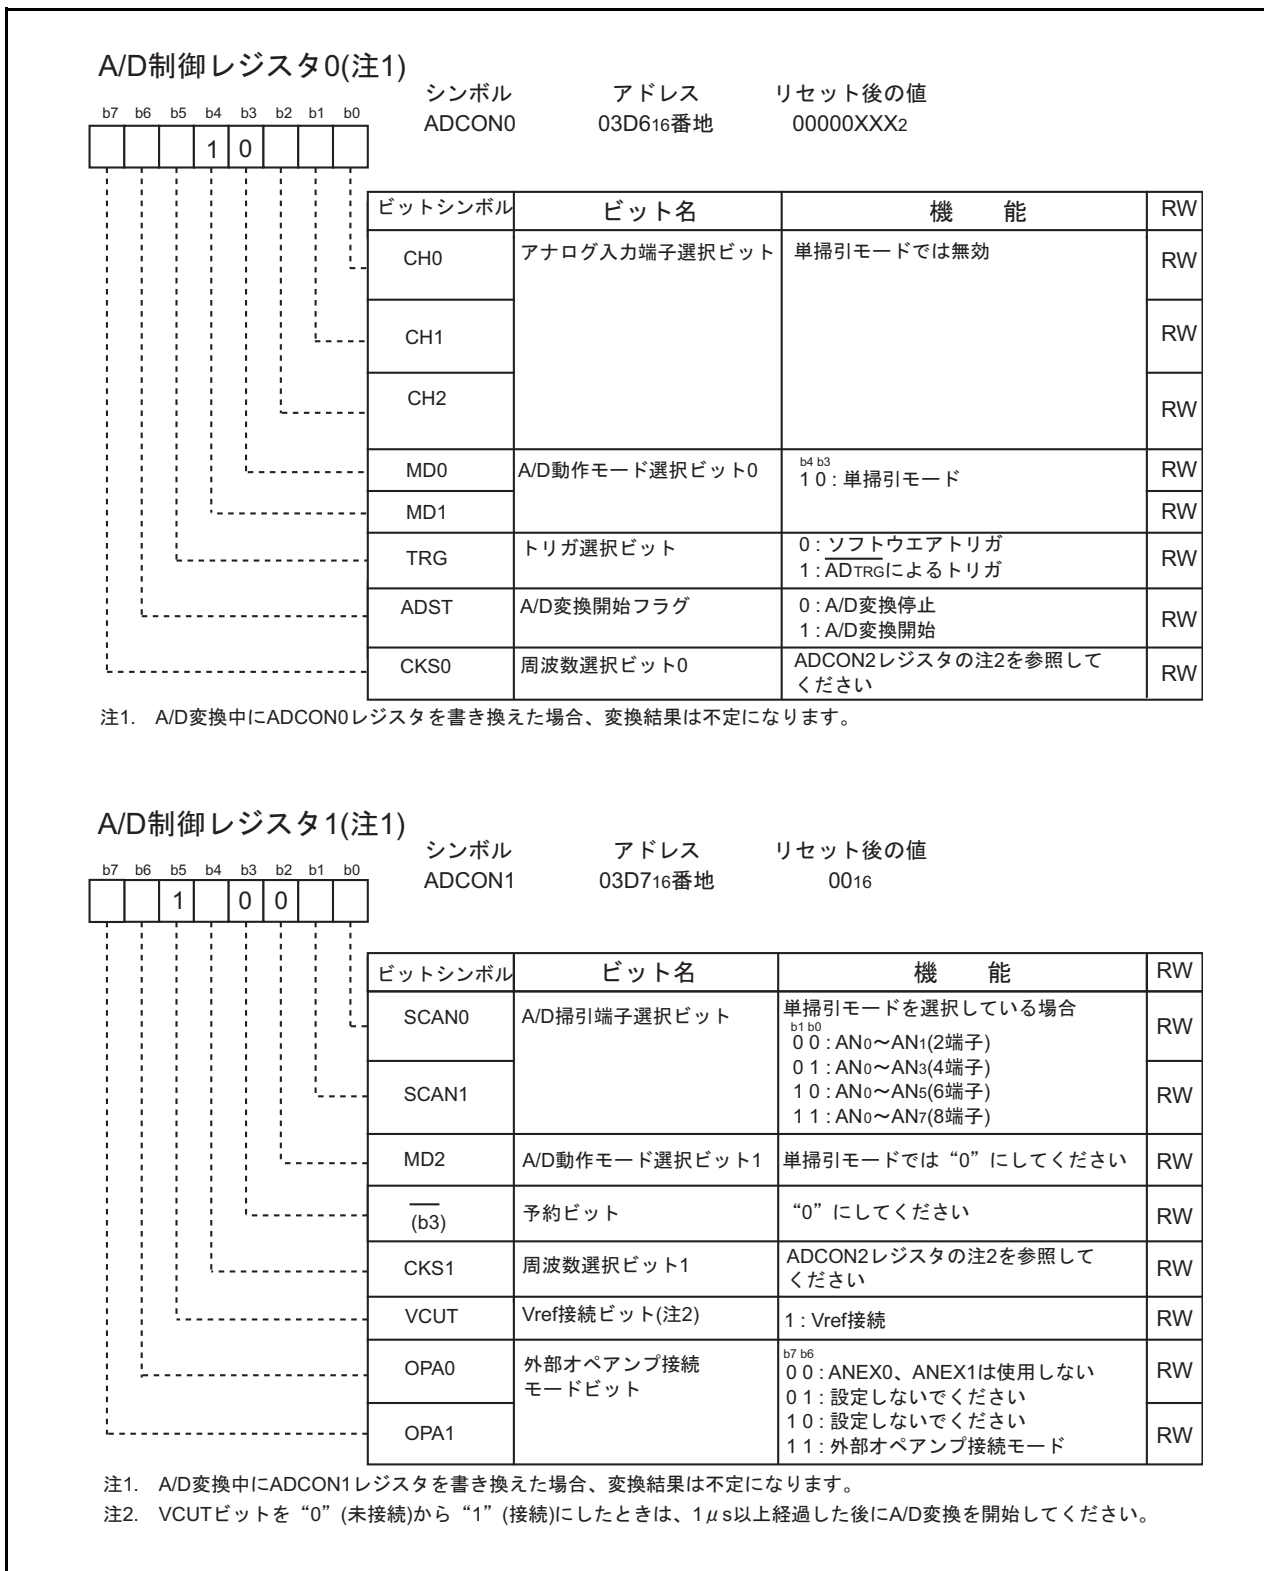 A/D制御レジスタ0(注1)
シンボル アドレス リセット後の値
ADCON0 03D616番地 00000XXX2
b7 b6 b5 b4 b3 b2 b1 b0
1 0
ビットシンボル ビット名 機 能 RW
CH0 アナログ入力端子選択ビット 単掃引モードでは無効 RW
CH1 RW
CH2 RW
MD0 A/D動作モード選択ビット0 b4 b3 RW
1 0 : 単掃引モード
MD1 RW
TRG トリガ選択ビット 0 : ソフトウエアトリガ RW
1 : ADTRGによるトリガ
ADST A/D変換開始フラグ 0 : A/D変換停止 RW
1 : A/D変換開始
CKS0 周波数選択ビット0 ADCON2レジスタの注2を参照して RW
ください
注1. A/D変換中にADCON0レジスタを書き換えた場合、変換結果は不定になります。
A/D制御レジスタ1(注1)
シンボル アドレス リセット後の値
ADCON1 03D716番地 0016
b7 b6 b5 b4 b3 b2 b1 b0
1 0 0
ビットシンボル ビット名 機 能 RW
SCAN0 A/D掃引端子選択ビット 単掃引モードを選択している場合 RW
b1 b0
0 0 : AN0〜AN1(2端子)
0 1 : AN0〜AN3(4端子)
SCAN1 1 0 : AN0〜AN5(6端子) RW
1 1 : AN0〜AN7(8端子)
MD2 A/D動作モード選択ビット1 単掃引モードでは“0”にしてください RW
(b3) 予約ビット “0”にしてください RW
CKS1 周波数選択ビット1 ADCON2レジスタの注2を参照して RW
ください
VCUT Vref接続ビット(注2) 1 : Vref接続 RW
OPA0 外部オペアンプ接続 b7 b6 RW
モードビット 0 0 : ANEX0、ANEX1は使用しない
0 1 : 設定しないでください
1 0 : 設定しないでください
OPA1 1 1 : 外部オペアンプ接続モード RW
注1. A/D変換中にADCON1レジスタを書き換えた場合、変換結果は不定になります。
注2. VCUTビットを“0”(未接続)から“1”(接続)にしたときは、1μs以上経過した後にA/D変換を開始してください。